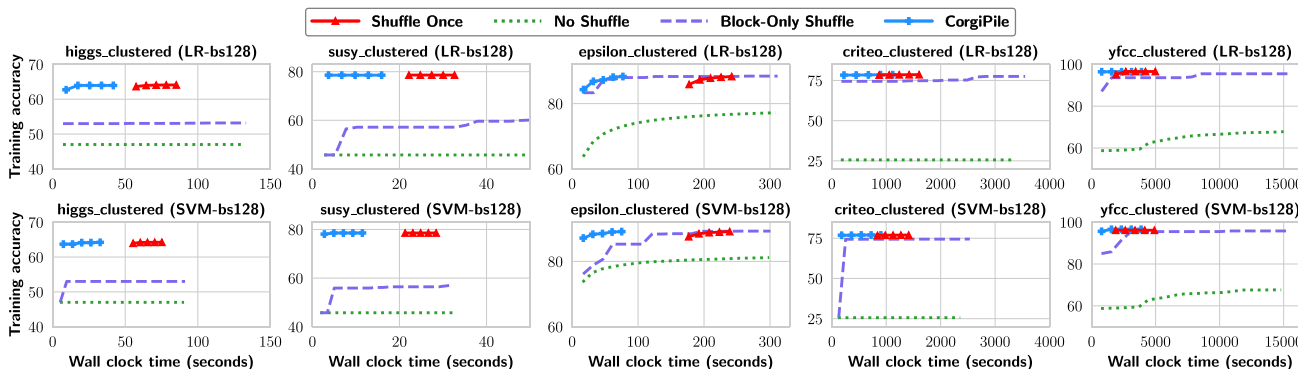 Shuffle Once No Shuffle Block-Only Shuffle CorgiPile
higgs_clustered (LR-bs128) susy_clustered (LR-bs128) epsilon_clustered (LR-bs128) criteo_clustered (LR-bs128) yfcc_clustered (LR-bs128)
Training accuracy
70
60
50
40
0 50 100 150
80
60
40
0 20 40
80
60
0 100 200 300
75
50
25
0 1000 2000 3000 4000
100
80
60
0 5000 10000 15000
higgs_clustered (SVM-bs128) susy_clustered (SVM-bs128) epsilon_clustered (SVM-bs128) criteo_clustered (SVM-bs128) yfcc_clustered (SVM-bs128)
Training accuracy
70
60
50
40
0 50 100 150
80
60
40
0 20 40
80
60
0 100 200 300
75
50
25
0 1000 2000 3000 4000
100
80
60
0 5000 10000 15000
Wall clock time (seconds) Wall clock time (seconds) Wall clock time (seconds) Wall clock time (seconds) Wall clock time (seconds)